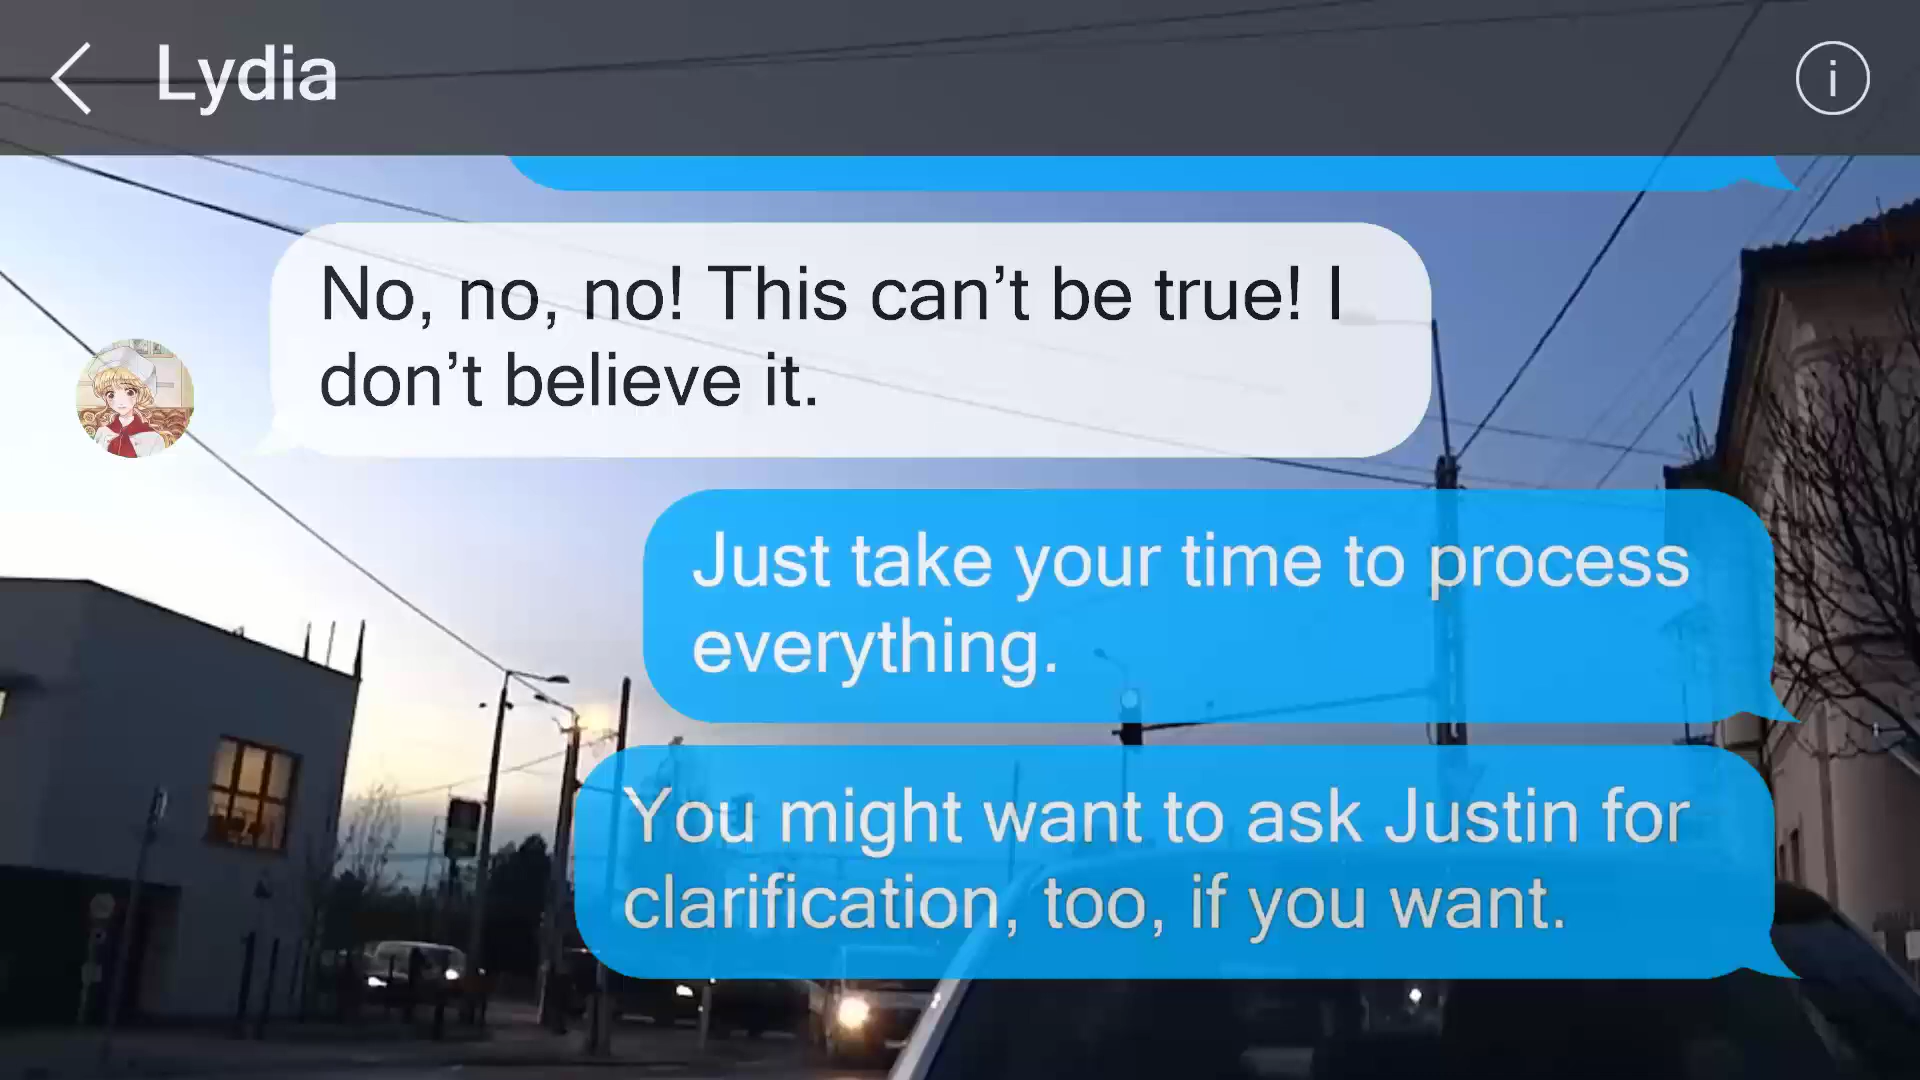 Lydia
No, no, no! This can’t be true! I
don’t believe it.
Just take your time to process
everything.
You might want to ask Justin for
clarification, too, if you want.